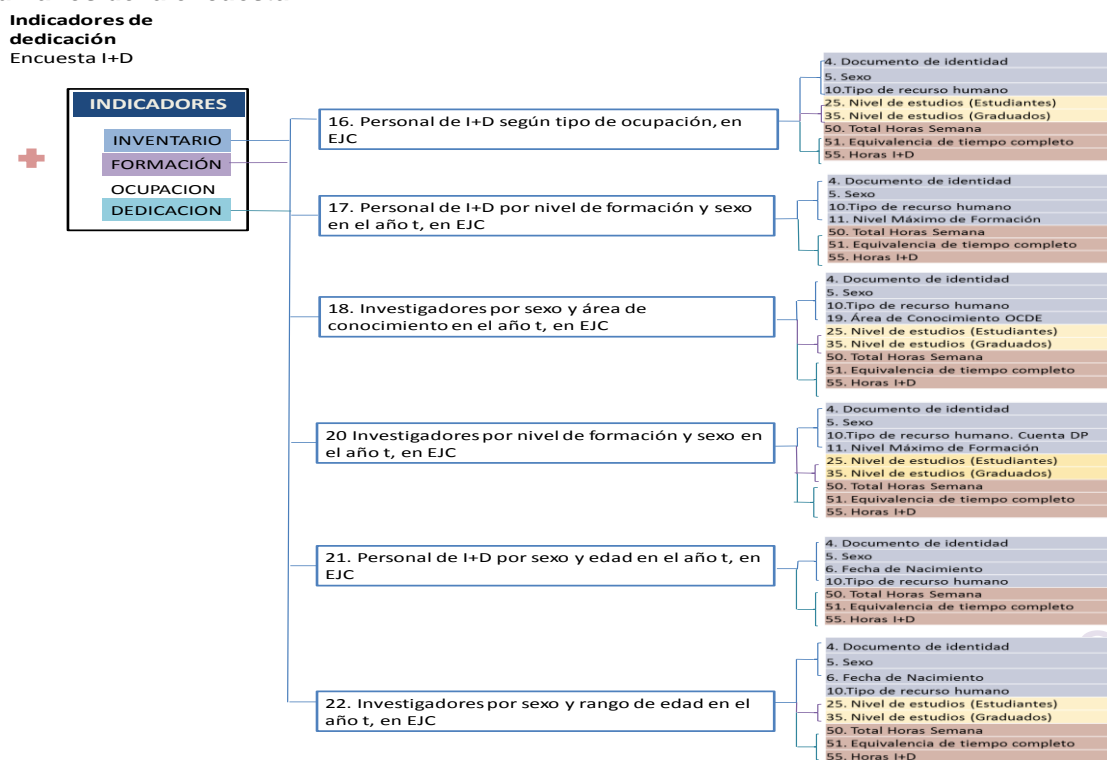 Indicadores de
dedicación
Encuesta I+D
INDICADORES
INVENTARIO
FORMACIÓN
OCUPACION
DEDICACION
16. Personal de I+D según tipo de ocupación, en
EJC
4. Documento de identidad
5. Sexo
10.Tipo de recurso humano
25. Nivel de estudios (Estudiantes)
35. Nivel de estudios (Graduados)
50. Total Horas Semana
51. Equivalencia de tiempo completo
55. Horas I+D
17. Personal de I+D por nivel de formación y sexo
en el año t, en EJC
4. Documento de identidad
5. Sexo
10.Tipo de recurso humano
11. Nivel Máximo de Formación
50. Total Horas Semana
51. Equivalencia de tiempo completo
55. Horas I+D
18. Investigadores por sexo y área de
conocimiento en el año t, en EJC
4. Documento de identidad
5. Sexo
10.Tipo de recurso humano
19. Área de Conocimiento OCDE
25. Nivel de estudios (Estudiantes)
35. Nivel de estudios (Graduados)
50. Total Horas Semana
51. Equivalencia de tiempo completo
55. Horas I+D
20 Investigadores por nivel de formación y sexo en
el año t, en EJC
4. Documento de identidad
5. Sexo
10.Tipo de recurso humano. Cuenta DP
11. Nivel Máximo de Formación
25. Nivel de estudios (Estudiantes)
35. Nivel de estudios (Graduados)
50. Total Horas Semana
51. Equivalencia de tiempo completo
55. Horas I+D
21. Personal de I+D por sexo y edad en el año t, en
EJC
4. Documento de identidad
5. Sexo
6. Fecha de Nacimiento
10.Tipo de recurso humano
50. Total Horas Semana
51. Equivalencia de tiempo completo
55. Horas I+D
22. Investigadores por sexo y rango de edad en el
año t, en EJC
4. Documento de identidad
5. Sexo
6. Fecha de Nacimiento
10.Tipo de recurso humano
25. Nivel de estudios (Estudiantes)
35. Nivel de estudios (Graduados)
50. Total Horas Semana
51. Equivalencia de tiempo completo
55. Horas I+D